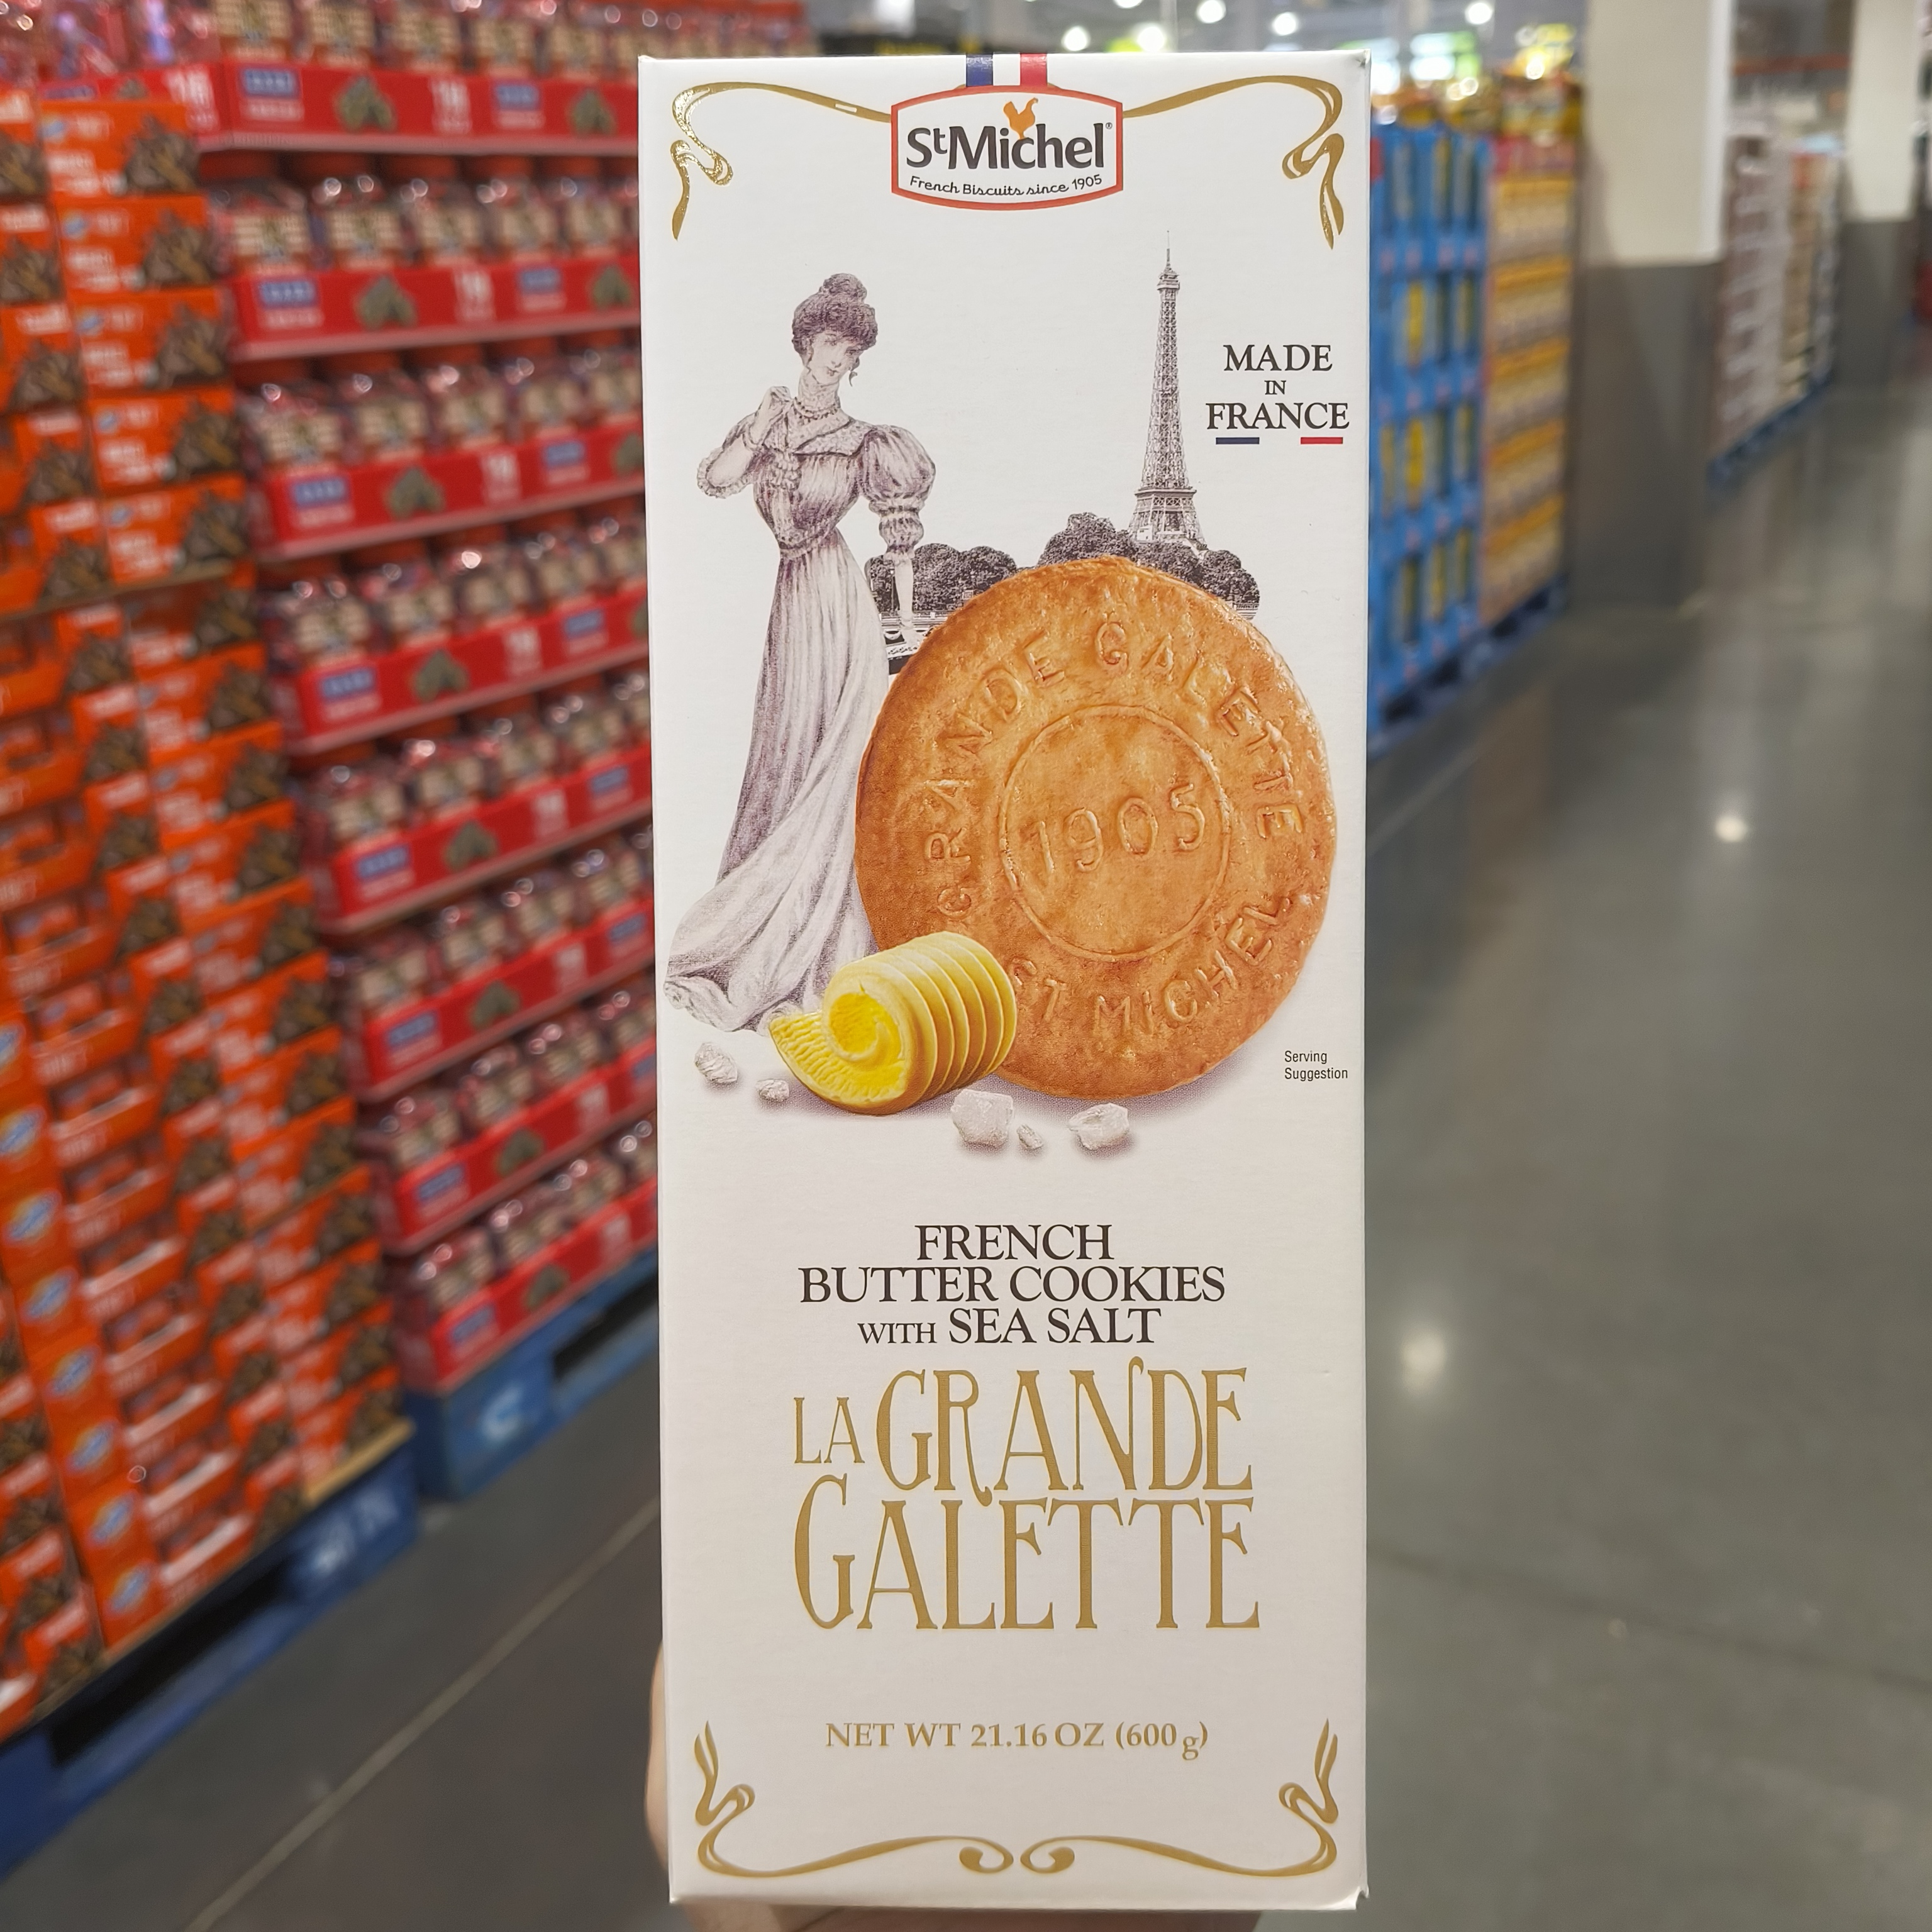 StMichel®
French Biscuits since 1905
MADE
IN
FRANCE
GRANDE GALETTE
1905
ST MICHEL
Serving
Suggestion
FRENCH
BUTTER COOKIES
WITH SEA SALT
LA GRANDE
GALETTE
NET WT 21.16 OZ (600 g)